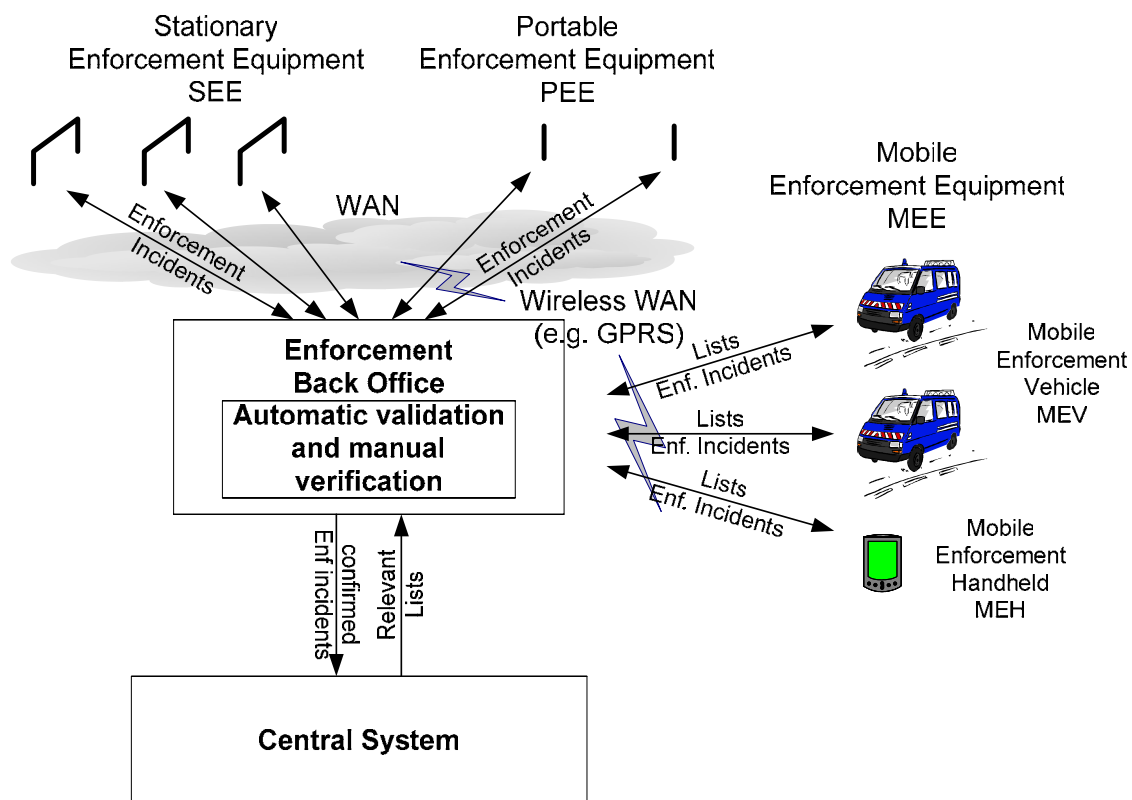 Stationary
Enforcement Equipment
SEE
Portable
Enforcement Equipment
PEE
Mobile
Enforcement Equipment
MEE
WAN
Enforcement
Incidents
Enforcement
Incidents
Wireless WAN
(e.g. GPRS)
Enforcement
Back Office
Automatic validation
and manual
verification
Lists
Enf. Incidents
Lists
Enf. Incidents
Lists
Enf. Incidents
Mobile
Enforcement
Vehicle
MEV
Mobile
Enforcement
Handheld
MEH
confirmed
Enf incidents
Relevant
Lists
Central System